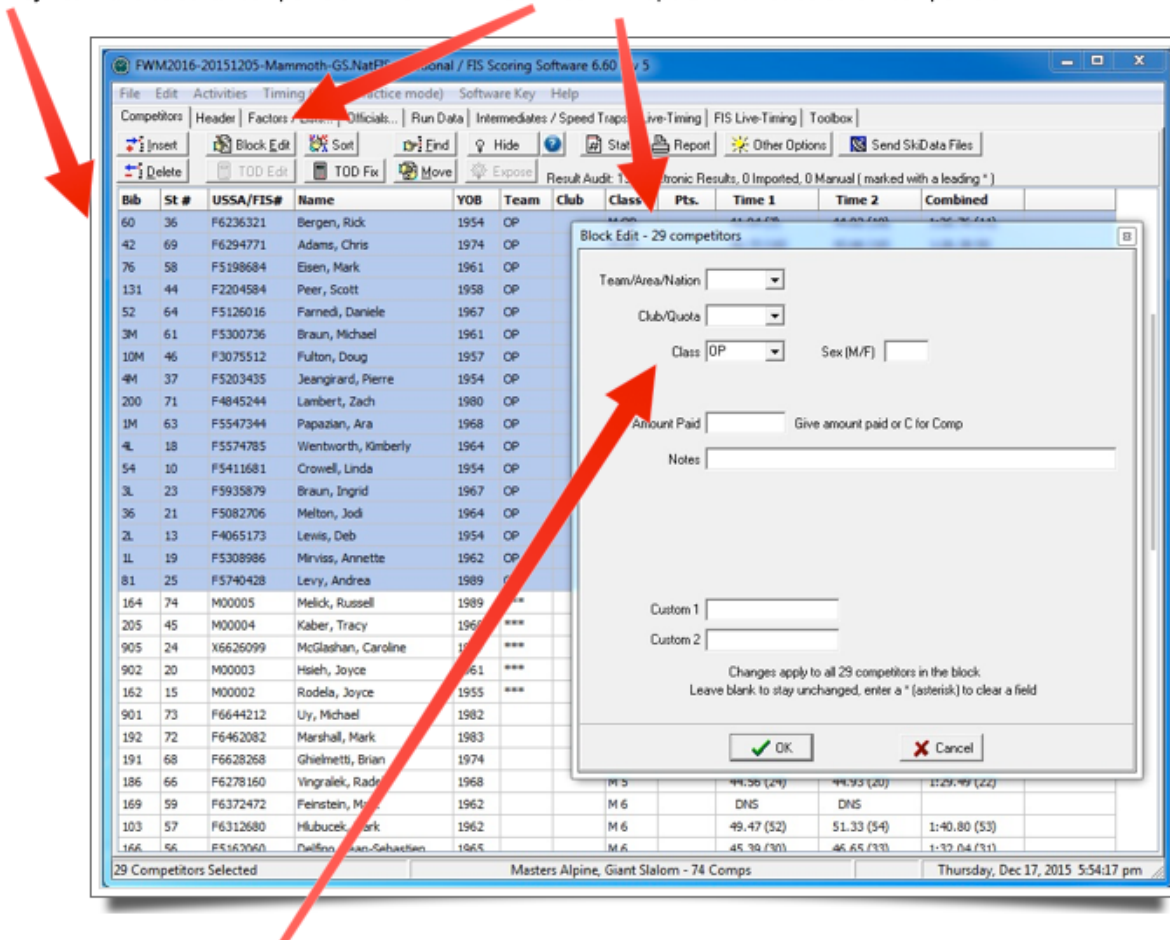 FWM2016-20151205-Mammoth-GS.NatFIS / FIS Scoring Software 6.60 5
File Edit Activities Software Key Help
Competitors Header Factors Officials... Run Data Intermediates / Speed FIS Live-Timing Toolbox
Insert Block Edit Sort Find Hide Report Other Options Send SkiData Files
Delete TOD Edit TOD Fix Move Expose Result Audit: Results, 0 Imported, 0 Manual ( marked with a leading * )
Bib St # USSA/FIS# Name YOB Team Club Class Pts. Time 1 Time 2 Combined
60 36 F6236321 Bergen, Rick 1954 OP
42 69 F6294771 Adams, Chris 1974 OP
76 58 F5198684 Eisen, Mark 1961 OP
131 44 F2204584 Peer, Scott 1958 OP
52 64 F5126016 Farnedi, Daniele 1967 OP
3M 61 F5300736 Braun, Michael 1961 OP
10M 46 F3075512 Fulton, Doug 1957 OP
4M 37 F5203435 Jeangirard, Pierre 1954 OP
200 71 F4845244 Lambert, Zach 1980 OP
1M 63 F5547344 Papazian, Ara 1968 OP
4L 18 F5574785 Wentworth, Kimberly 1964 OP
54 10 F5411681 Crowell, Linda 1954 OP
3L 23 F5935879 Braun, Ingrid 1967 OP
36 21 F5082706 Melton, Jodi 1964 OP
2L 13 F4065173 Lewis, Deb 1954 OP
1L 19 F5308986 Mirviss, Annette 1962 OP
81 25 F5740428 Levy, Andrea 1989
164 74 M00005 Melick, Russell 1989 ***
205 45 M00004 Kaber, Tracy ***
905 24 X6626099 McGlashan, Caroline ***
902 20 M00003 Hsieh, Joyce ***
162 15 M00002 Rodela, Joyce 1955 ***
901 73 F6644212 Uy, Michael 1982
192 72 F6462082 Marshall, Mark 1983
191 68 F6628268 Ghielmetti, Brian 1974
186 66 F6278160 Vingralek, 1968 M 5 44.56 (24) 44.93 (20) 1:29.49 (22)
169 59 F6372472 Feinstein, 1962 M 6 DNS DNS
103 57 F6312680 Hlubucek, 1962 M 6 49.47 (52) 51.33 (54) 1:40.80 (53)
166 56 F5162060 1965 M 6 45.39 (30) 46.65 (33) 1:32.04 (31)
Block Edit - 29 competitors
Team/Area/Nation
Club/Quota
Class OP Sex (M/F)
Amount Paid Give amount paid or C for Comp
Notes
Custom 1
Custom 2
Changes apply to all 29 competitors in the block
Leave blank to stay unchanged, enter a * (asterisk) to clear a field
OK Cancel
29 Competitors Selected Masters Alpine, Giant Slalom - 74 Comps Thursday, Dec 17, 2015 5:54:17 pm